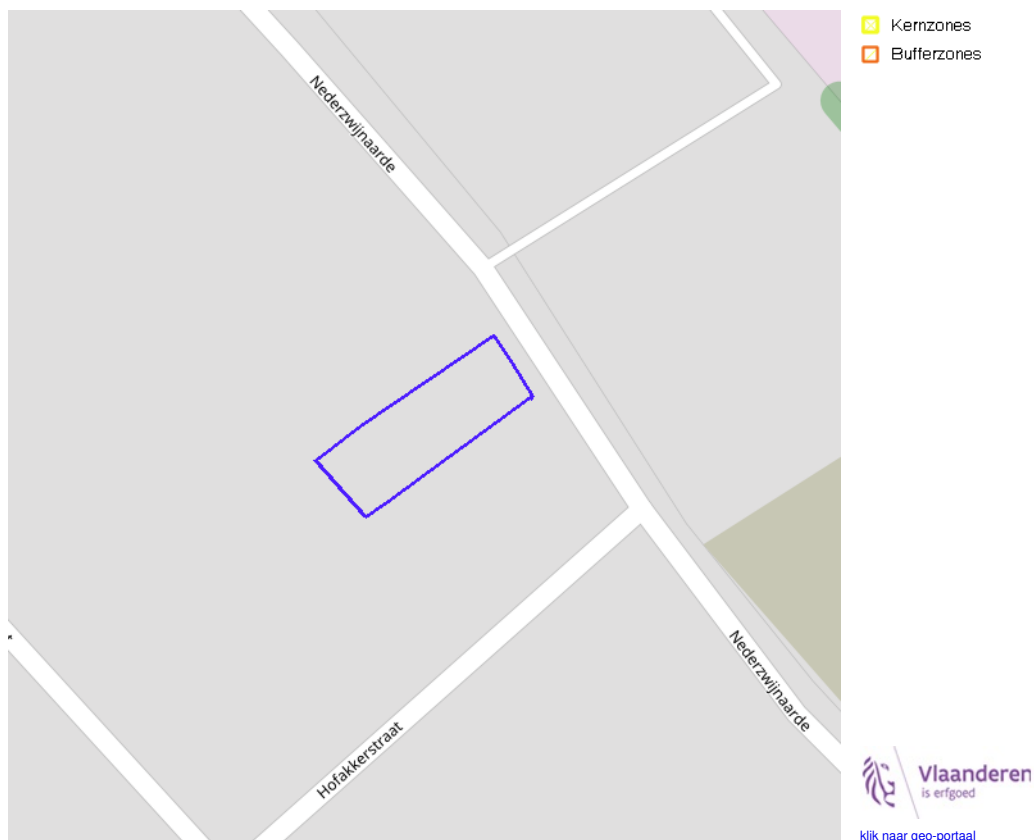 Kernzones
Bufferzones
Nederzwijnaarde
Nederzwijnaarde
Hofakkerstraat
Vlaanderen
is erfgoed
klik naar geo-portaal